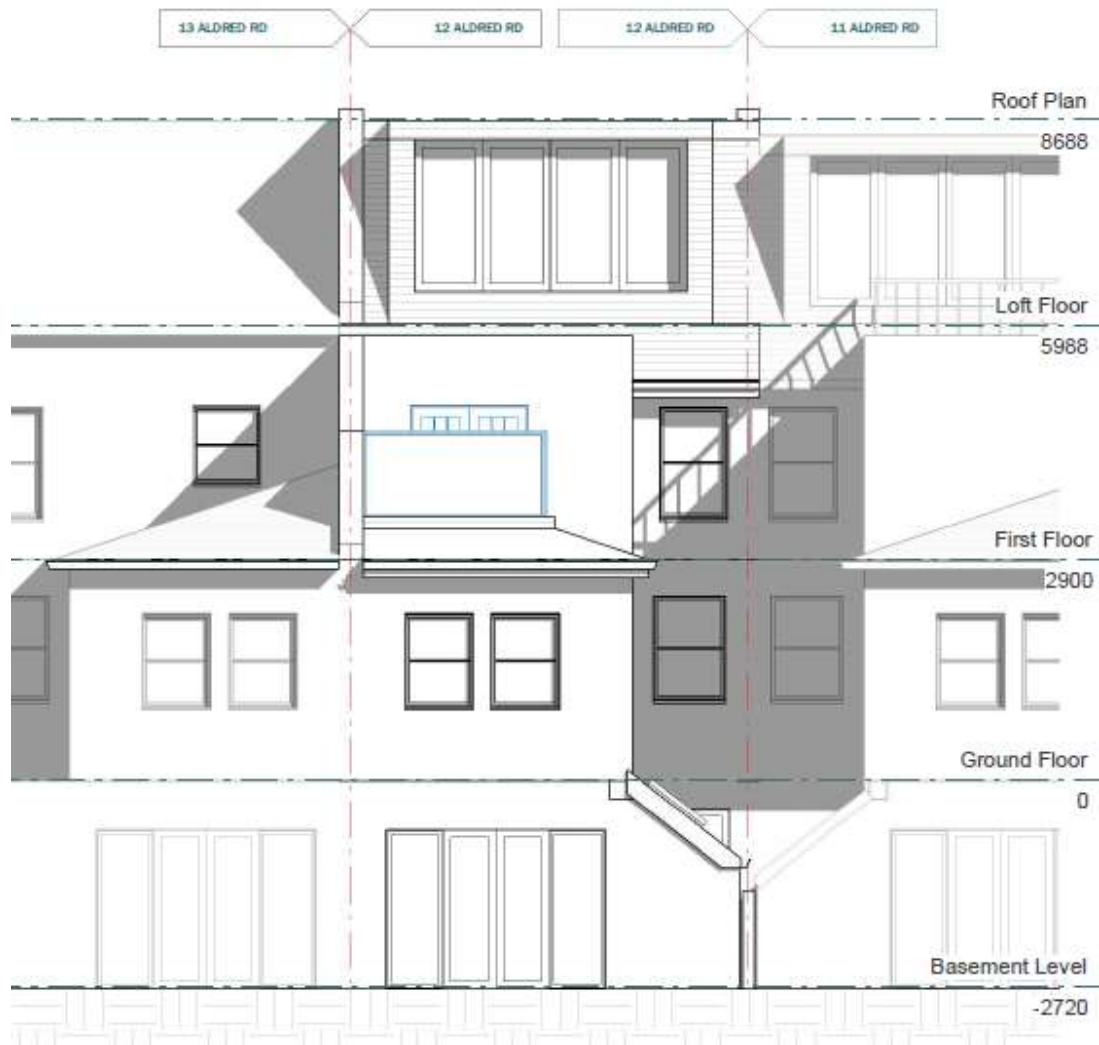 13 ALDRED RD
12 ALDRED RD
12 ALDRED RD
11 ALDRED RD
Roof Plan
8688
Loft Floor
5988
First Floor
2900
Ground Floor
0
Basement Level
-2720